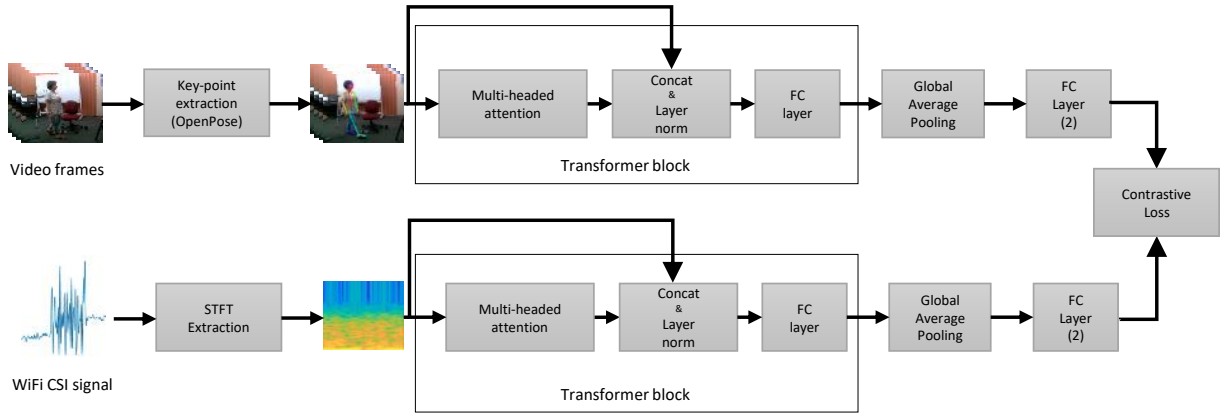 Video frames
Key-point
extraction
(OpenPose)
Multi-headed
attention
Concat
&
Layer
norm
FC
layer
Transformer block
Global
Average
Pooling
FC
Layer
(2)
Contrastive
Loss
WiFi CSI signal
STFT
Extraction
Multi-headed
attention
Concat
&
Layer
norm
FC
layer
Transformer block
Global
Average
Pooling
FC
Layer
(2)